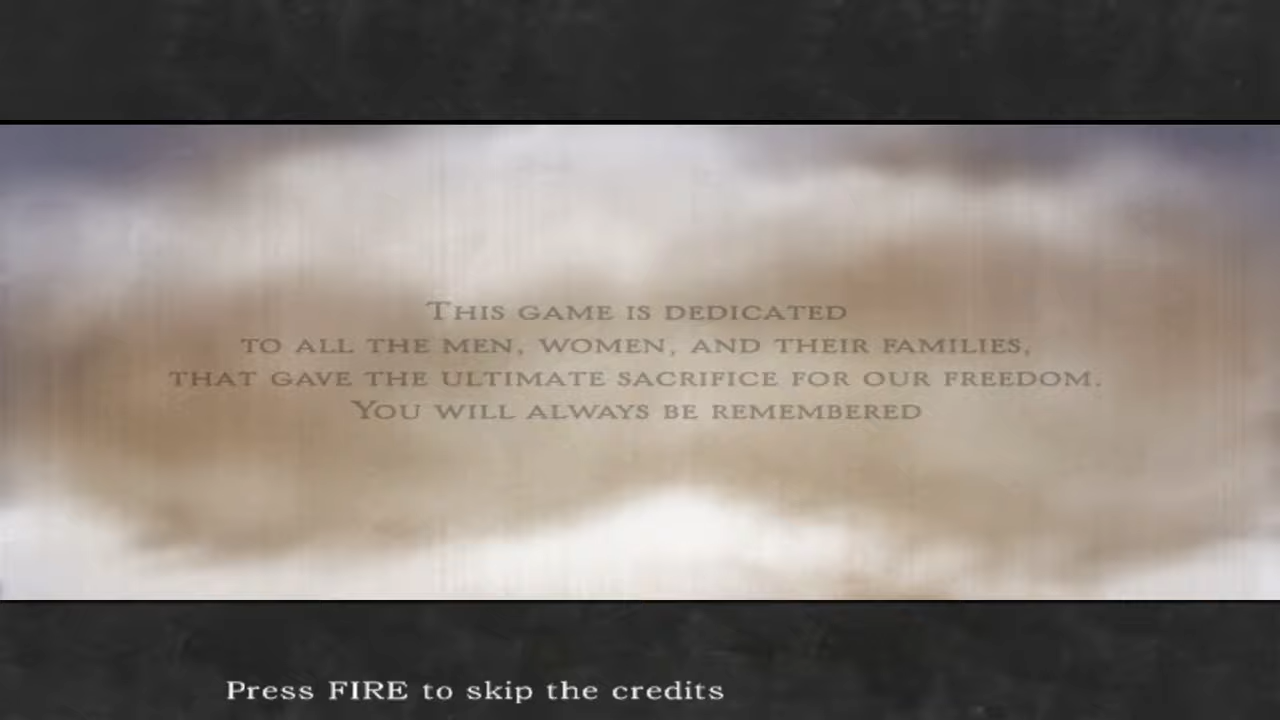 This game is dedicated
to all the men, women, and their families,
that gave the ultimate sacrifice for our freedom.
You will always be remembered
Press FIRE to skip the credits